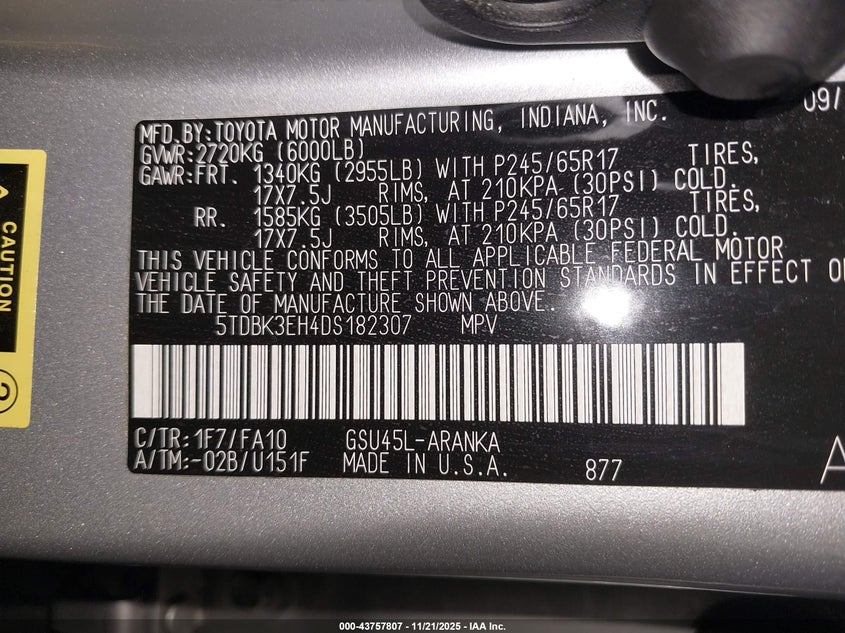 MFD.BY:TOYOTA MOTOR MANUFACTURING, INDIANA, INC. 09/
GVWR:2720KG (6000LB)
GAWR:FRT. 1340KG (2955LB) WITH P245/65R17 TIRES,
17X7.5J RIMS, AT 210KPA (30PSI) COLD.
RR. 1585KG (3505LB) WITH P245/65R17 TIRES,
17X7.5J RIMS, AT 210KPA (30PSI) COLD.
THIS VEHICLE CONFORMS TO ALL APPLICABLE FEDERAL MOTOR
VEHICLE SAFETY AND THEFT PREVENTION STANDARDS IN EFFECT O
THE DATE OF MANUFACTURE SHOWN ABOVE.
5TDBK3EH4DS182307 MPV
C/TR:1F7/FA10 GSU45L-ARANKA
A/TM:-02B/U151F MADE IN U.S.A. 877
A
CAUTION
2
000-43757807 - 11/21/2025 - IAA Inc.